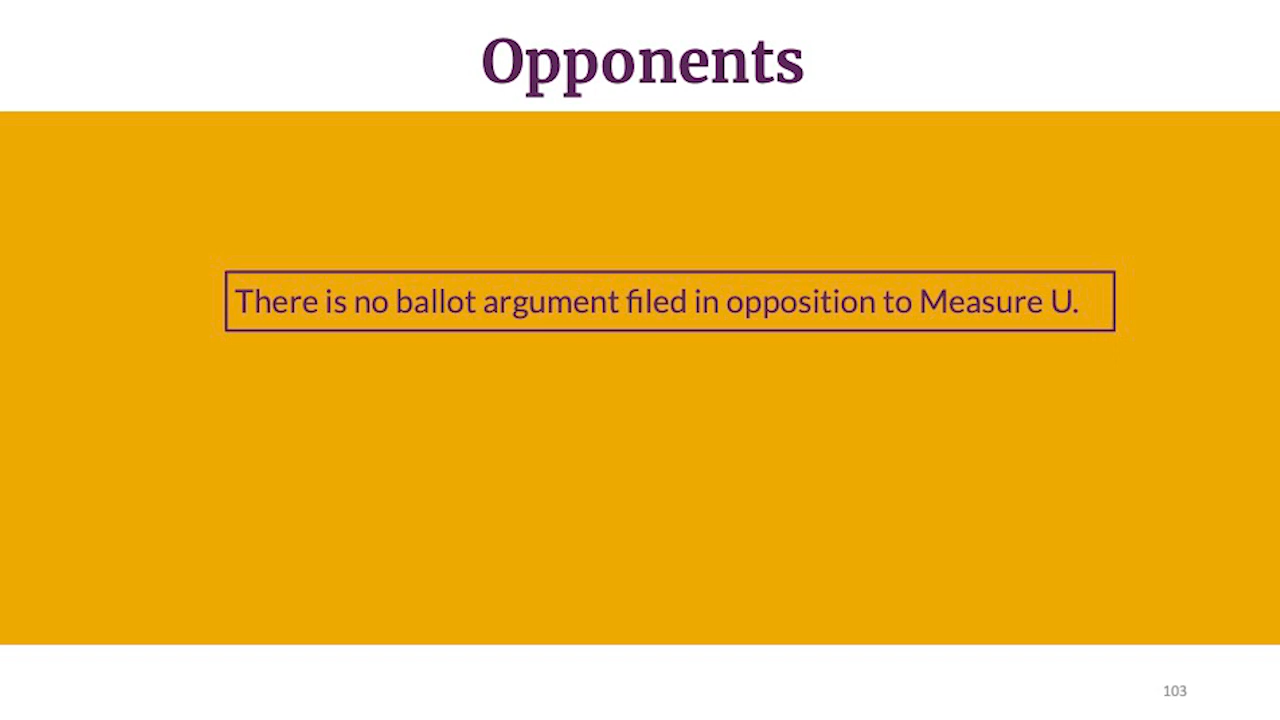 Opponents
There is no ballot argument filed in opposition to Measure U.
103